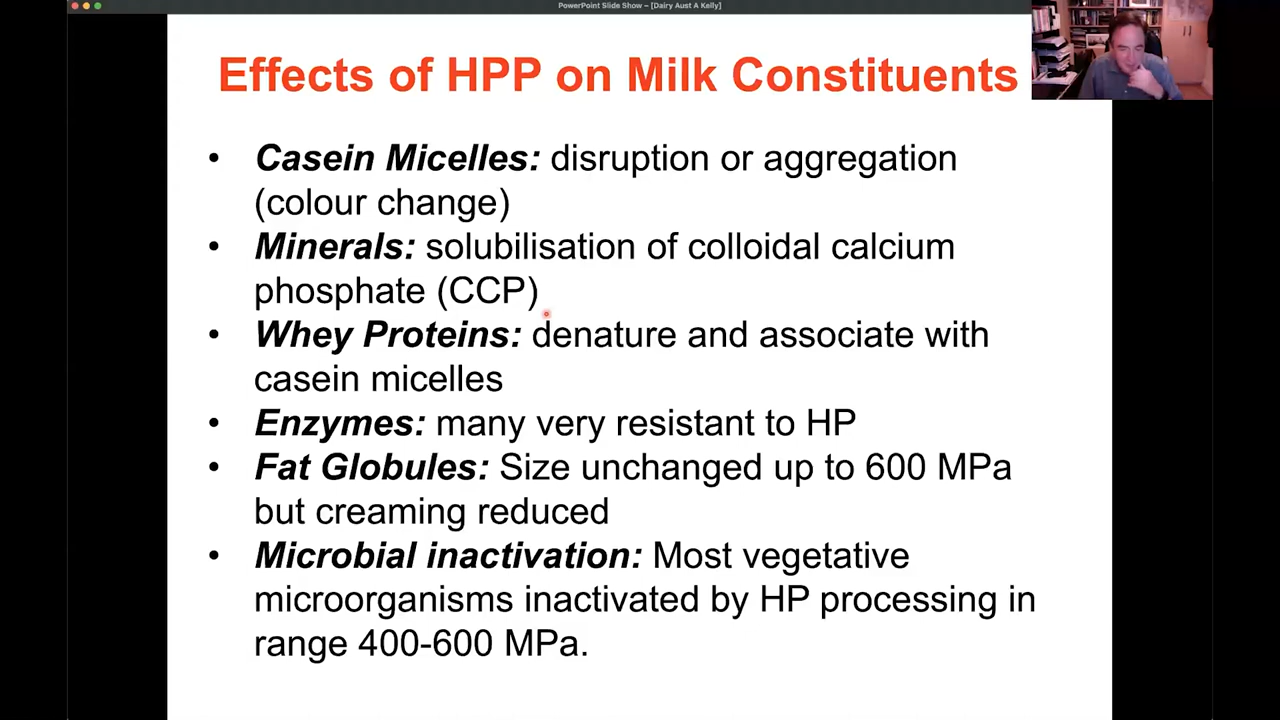 PowerPoint Slide Show – [Dairy Aust A Kelly]
Effects of HPP on Milk Constituents
• Casein Micelles: disruption or aggregation
(colour change)
• Minerals: solubilisation of colloidal calcium
phosphate (CCP)
• Whey Proteins: denature and associate with
casein micelles
• Enzymes: many very resistant to HP
• Fat Globules: Size unchanged up to 600 MPa
but creaming reduced
• Microbial inactivation: Most vegetative
microorganisms inactivated by HP processing in
range 400-600 MPa.